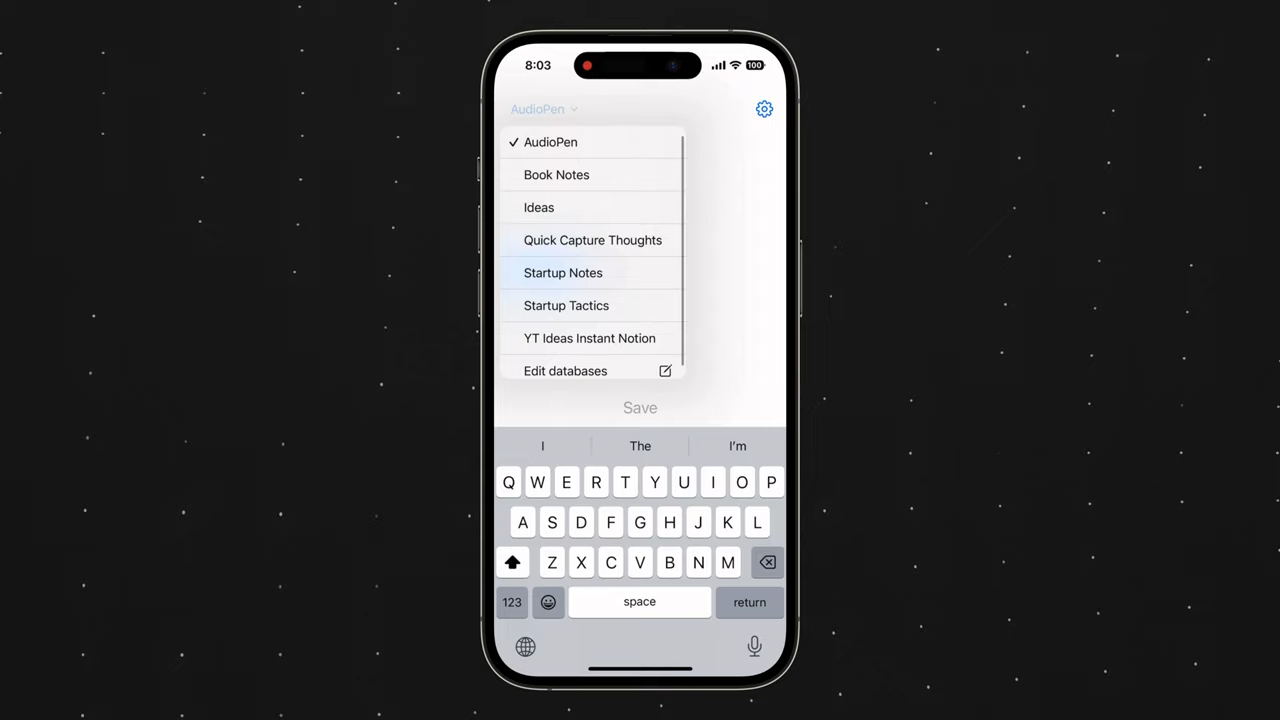 8:03
100
AudioPen
AudioPen
Book Notes
Ideas
Quick Capture Thoughts
Startup Notes
Startup Tactics
YT Ideas Instant Notion
Edit databases
Save
I The I'm
Q W E R T Y U I O P
A S D F G H J K L
Z X C V B N M
123 space return